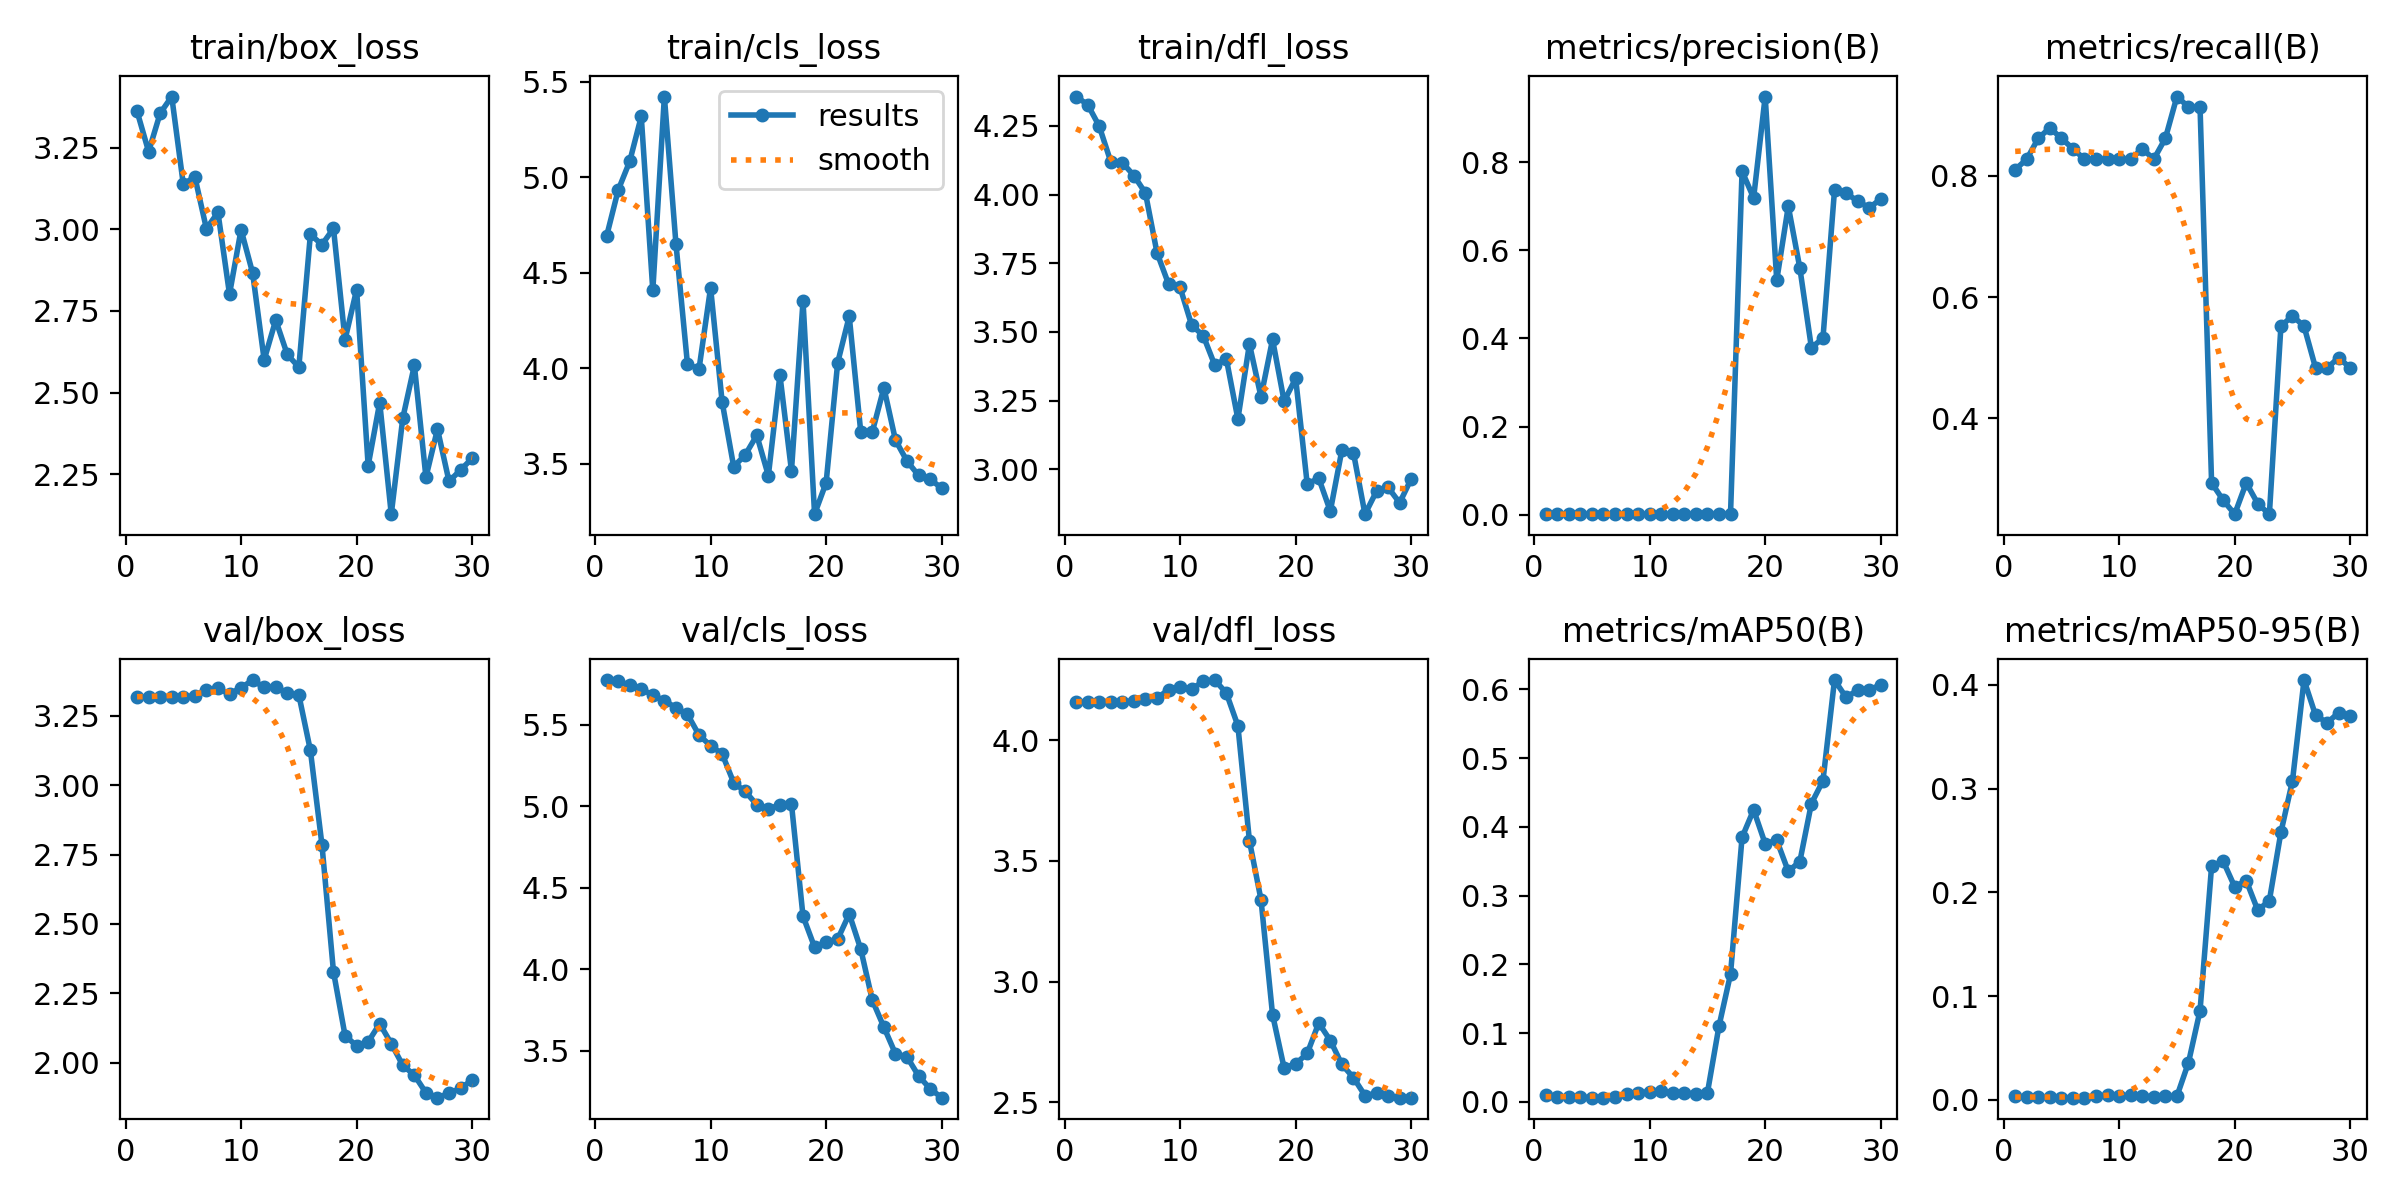 train/box_loss
train/cls_loss
train/dfl_loss
metrics/precision(B)
metrics/recall(B)
3.25
3.00
2.75
2.50
2.25
0 10 20 30
5.5
5.0
4.5
4.0
3.5
results
smooth
0 10 20 30
4.25
4.00
3.75
3.50
3.25
3.00
0 10 20 30
0.8
0.6
0.4
0.2
0.0
0 10 20 30
0.8
0.6
0.4
0 10 20 30
val/box_loss
val/cls_loss
val/dfl_loss
metrics/mAP50(B)
metrics/mAP50-95(B)
3.25
3.00
2.75
2.50
2.25
2.00
0 10 20 30
5.5
5.0
4.5
4.0
3.5
0 10 20 30
4.0
3.5
3.0
2.5
0 10 20 30
0.6
0.5
0.4
0.3
0.2
0.1
0.0
0 10 20 30
0.4
0.3
0.2
0.1
0.0
0 10 20 30